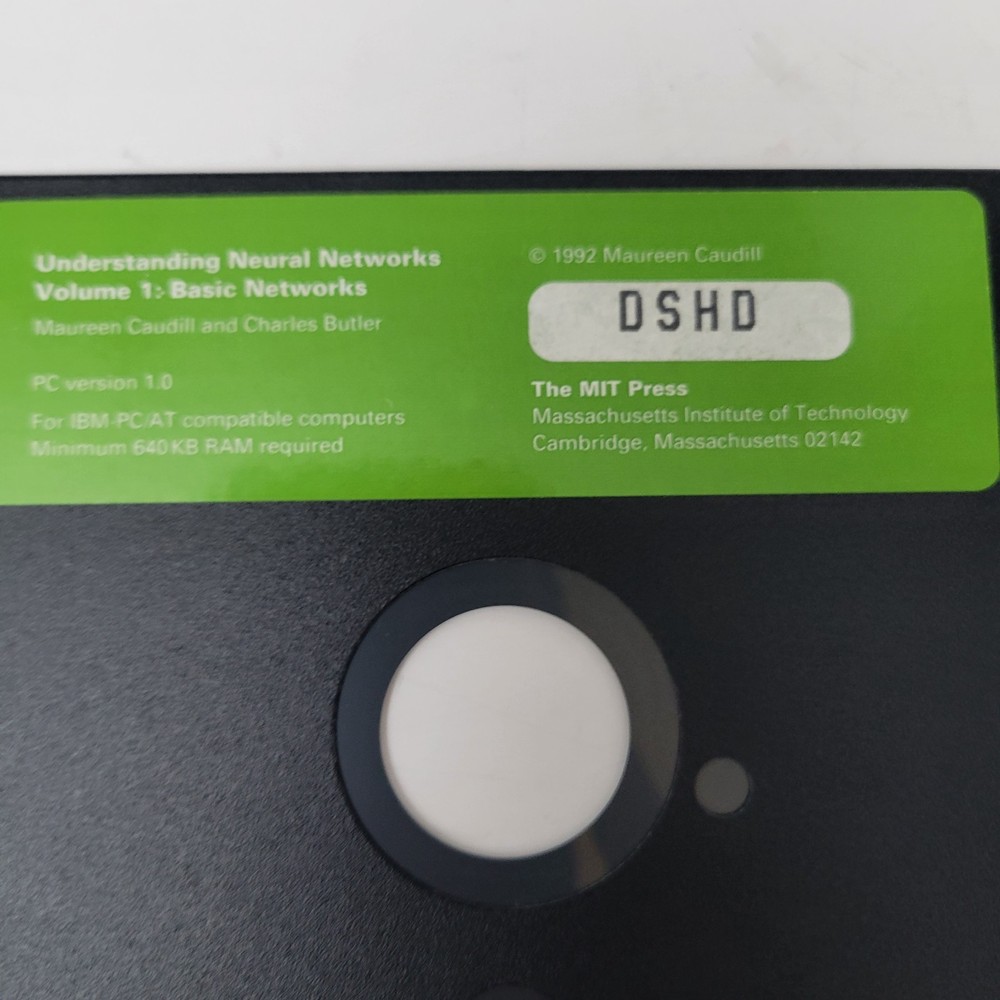 Understanding Neural Networks
Volume 1: Basic Networks
Maureen Caudill and Charles Butler
PC version 1.0
For IBM PC/AT compatible computers
Minimum 640 KB RAM required
© 1992 Maureen Caudill
DSHD
The MIT Press
Massachusetts Institute of Technology
Cambridge, Massachusetts 02142